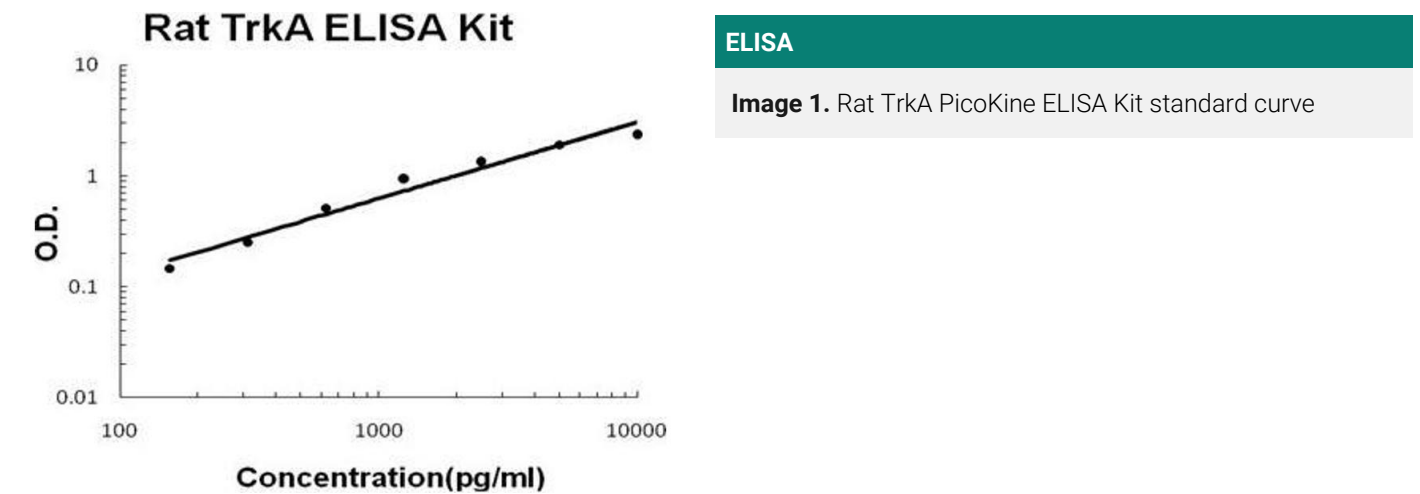 Rat TrkA ELISA Kit
10
1
0.1
0.01
O.D.
100
1000
10000
Concentration(pg/ml)
ELISA
Image 1. Rat TrkA PicoKine ELISA Kit standard curve